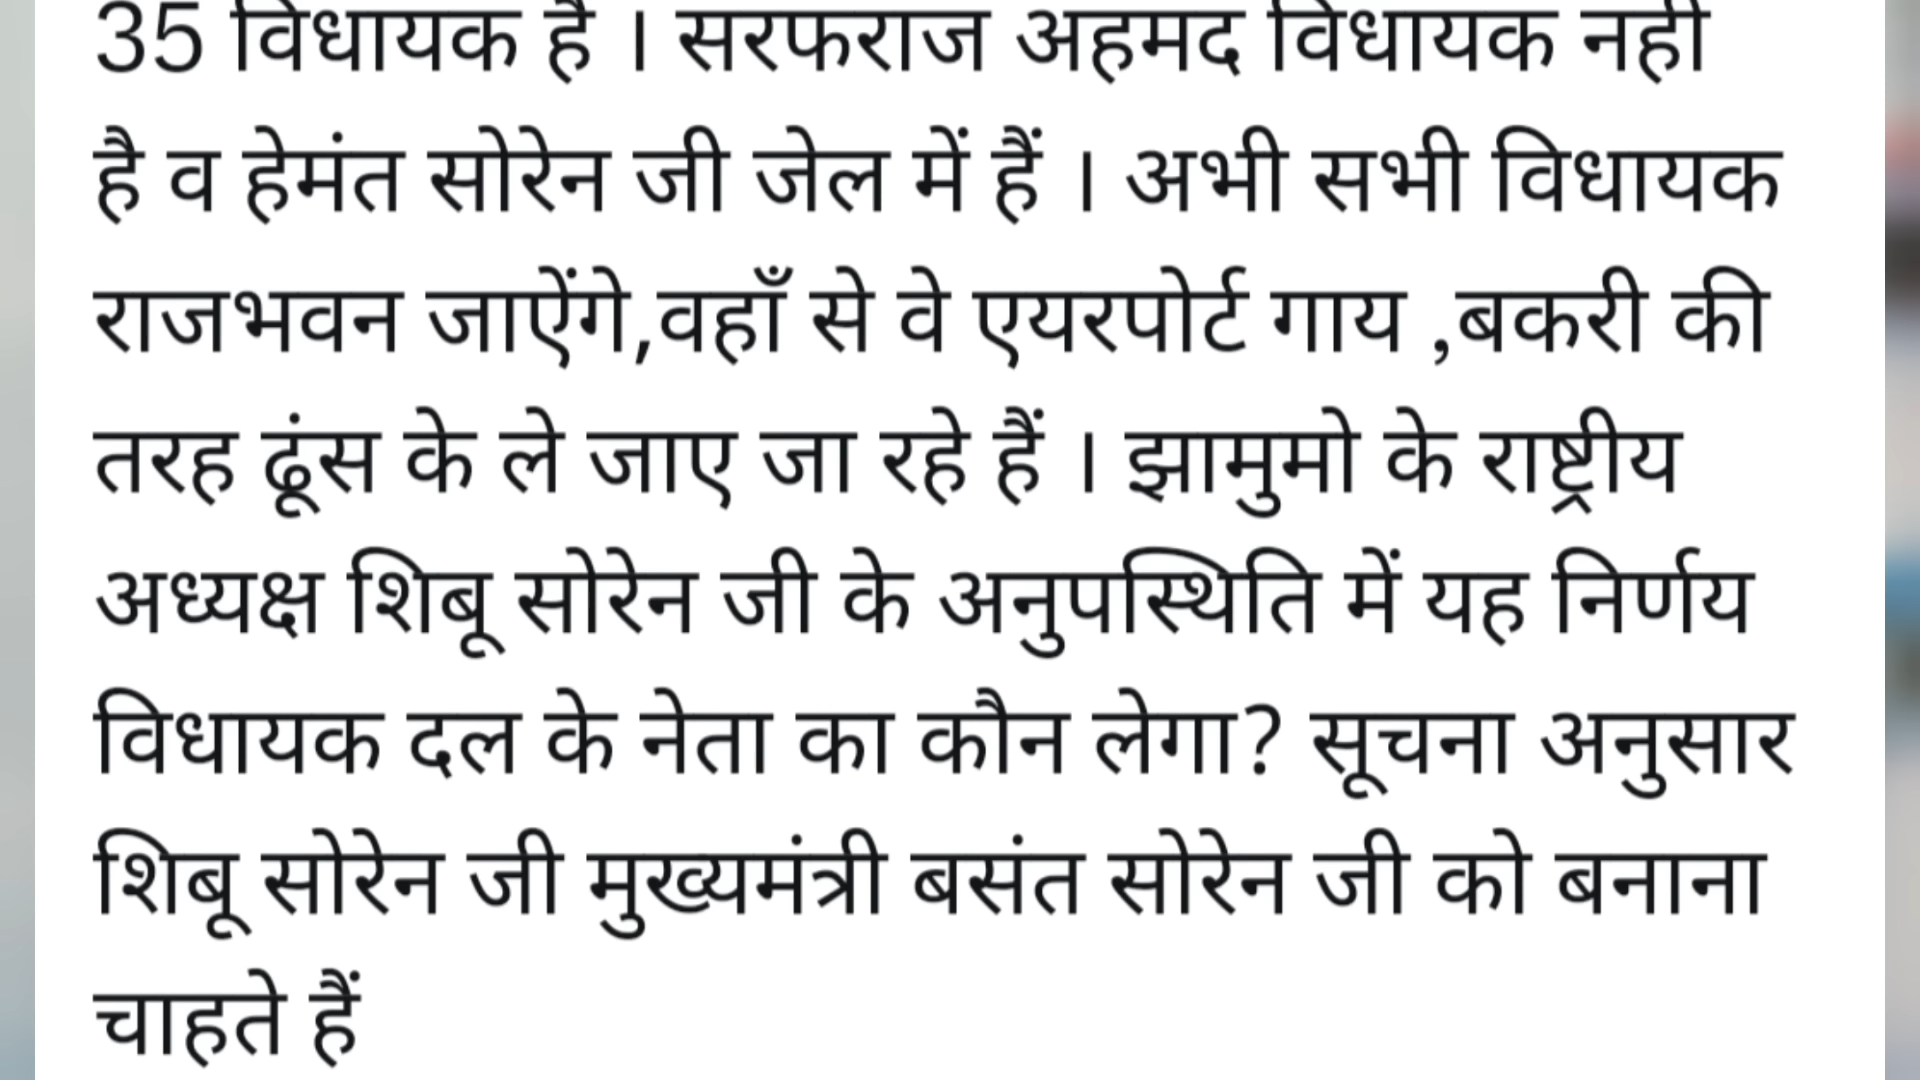 35 विधायक है । सरफराज अहमद विधायक नही
है व हेमंत सोरेन जी जेल में हैं । अभी सभी विधायक
राजभवन जाऐंगे,वहाँ से वे एयरपोर्ट गाय ,बकरी की
तरह ढूंस के ले जाए जा रहे हैं । झामुमो के राष्ट्रीय
अध्यक्ष शिबू सोरेन जी के अनुपस्थिति में यह निर्णय
विधायक दल के नेता का कौन लेगा? सूचना अनुसार
शिबू सोरेन जी मुख्यमंत्री बसंत सोरेन जी को बनाना
चाहते हैं